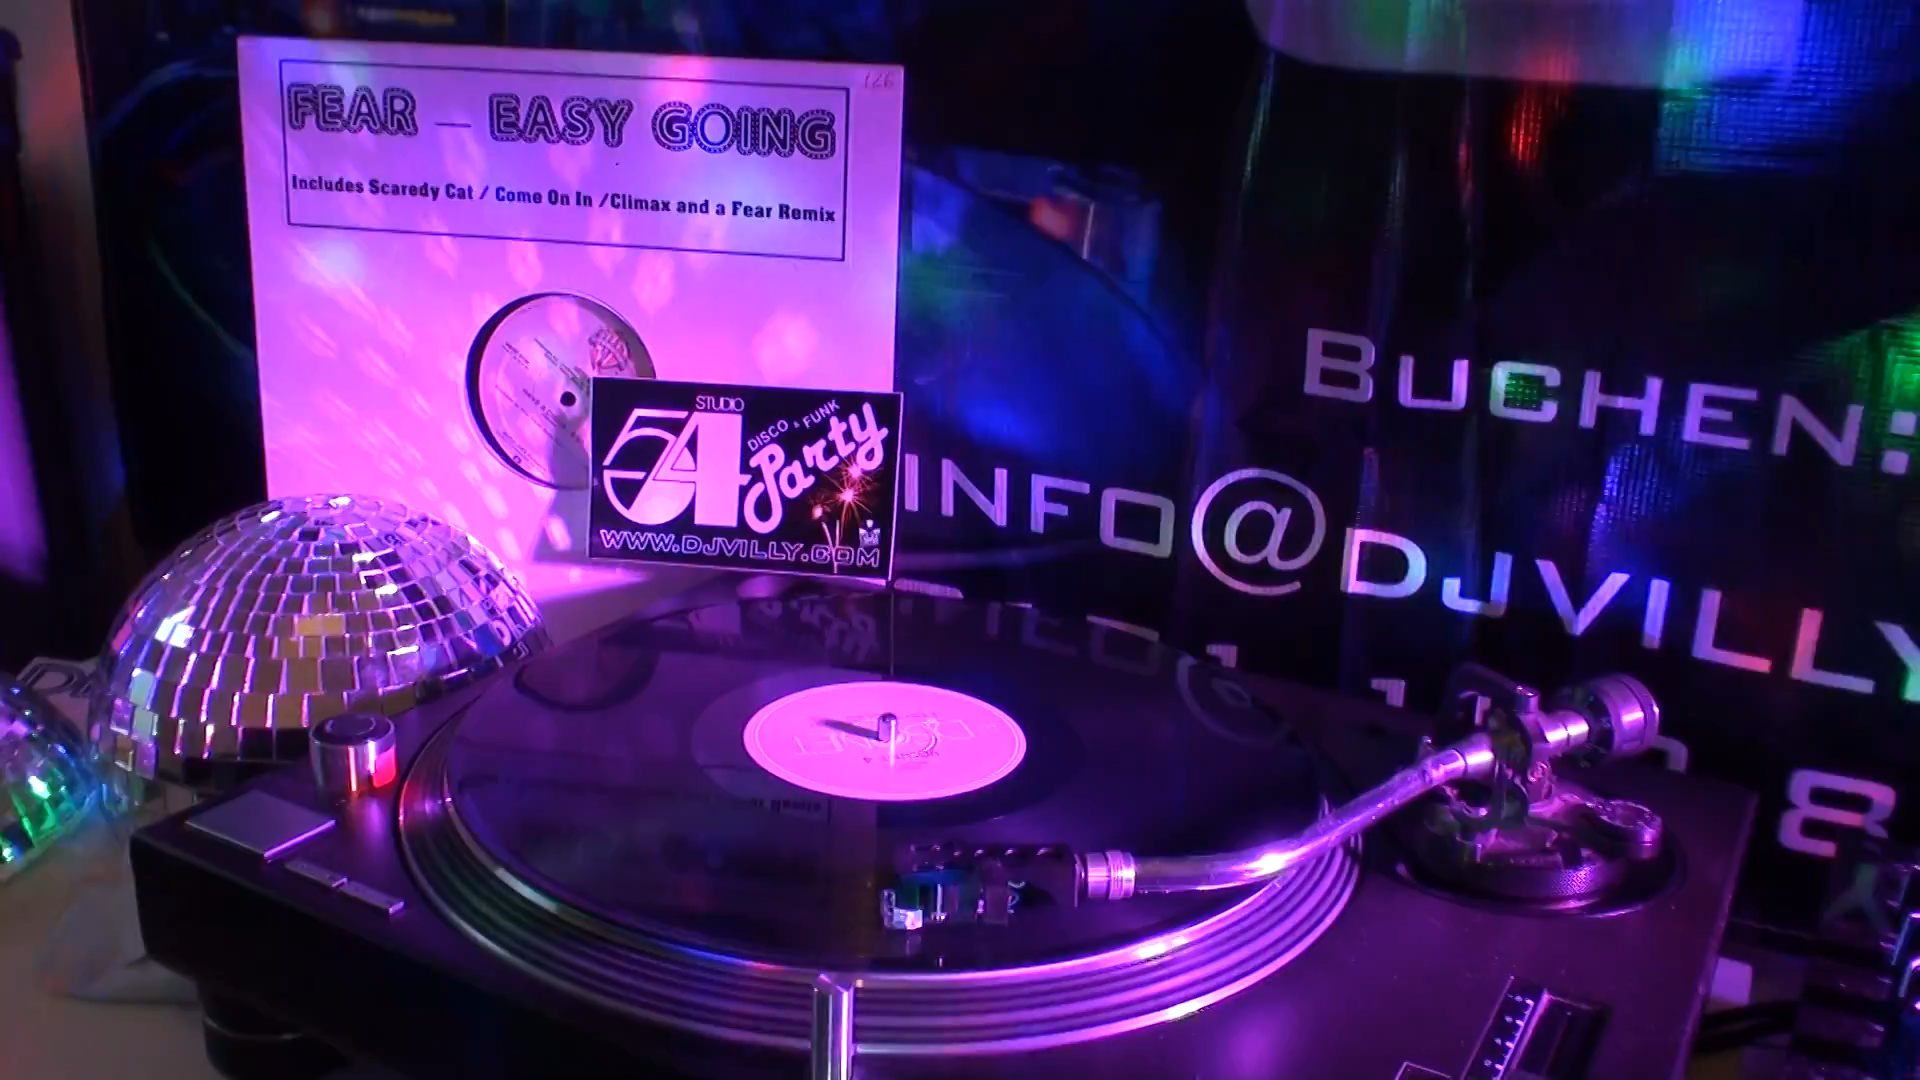 126
FEAR — EASY GOING
Includes Scaredy Cat / Come On In /Climax and a Fear Remix
STUDIO
54
DISCO & FUNK
Party
WWW.DJVILLY.COM
BUCHEN:
INFO@DJVILLY
8